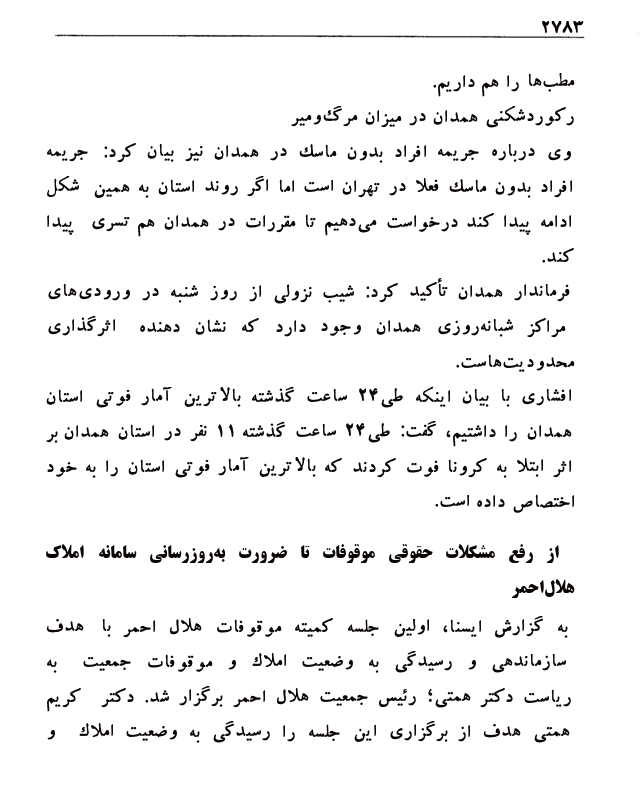 ۲۷۸۳
مطب‌ها را هم داریم.
رکوردشکنی همدان در میزان مرگ‌ومیر
وی درباره جریمه افراد بدون ماسك در همدان نیز بیان کرد: جریمه
افراد بدون ماسك فعلا در تهران است اما اگر روند استان به همین شکل
ادامه پیدا کند درخواست می‌دهیم تا مقررات در همدان هم تسری پیدا
کند.
فرماندار همدان تأکید کرد: شیب نزولی از روز شنبه در ورودی‌های
مراکز شبانه‌روزی همدان وجود دارد که نشان دهنده اثرگذاری
محدودیت‌هاست.
افشاری با بیان اینکه طی۲۴ ساعت گذشته بالاترین آمار فوتی استان
همدان را داشتیم، گفت: طی۲۴ ساعت گذشته ۱۱ نفر در استان همدان بر
اثر ابتلا به کرونا فوت کردند که بالاترین آمار فوتی استان را به خود
اختصاص داده است.
از رفع مشکلات حقوقی موقوفات تا ضرورت به‌روزرسانی سامانه املاک
هلال‌احمر
به گزارش ایسنا، اولین جلسه کمیته موقوفات هلال احمر با هدف
سازماندهی و رسیدگی به وضعیت املاك و موقوفات جمعیت به
ریاست دکتر همتی؛ رئیس جمعیت هلال احمر برگزار شد. دکتر کریم
همتی هدف از برگزاری این جلسه را رسیدگی به وضعیت املاك و